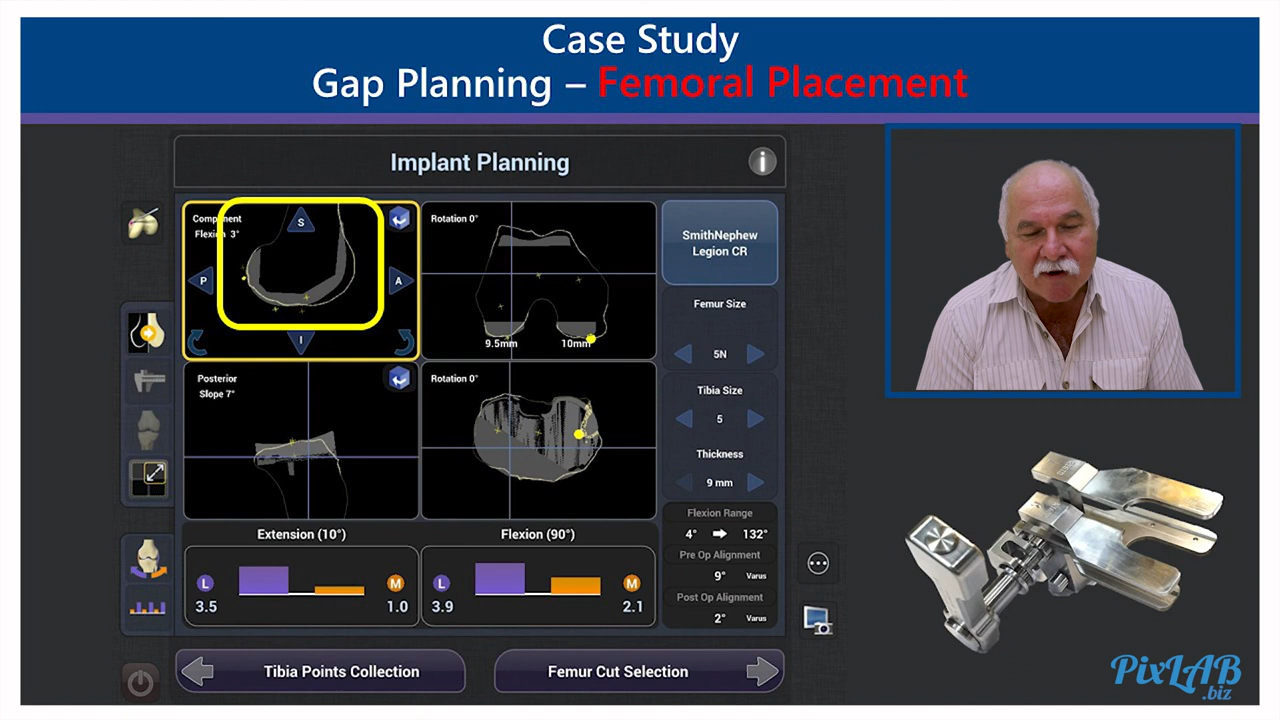 Case Study
Gap Planning – Femoral Placement
Implant Planning
i
Component
Flexion 3°
S
P
A
I
Rotation 0°
9.5mm
10mm
SmithNephew
Legion CR
Femur Size
5N
Tibia Size
5
Thickness
9 mm
Posterior
Slope 7°
Rotation 0°
Flexion Range
4° 132°
Pre Op Alignment
9° Varus
Post Op Alignment
2° Varus
Extension (10°)
L
M
3.5
1.0
Flexion (90°)
L
M
3.9
2.1
Tibia Points Collection
Femur Cut Selection
PixLAB
.biz